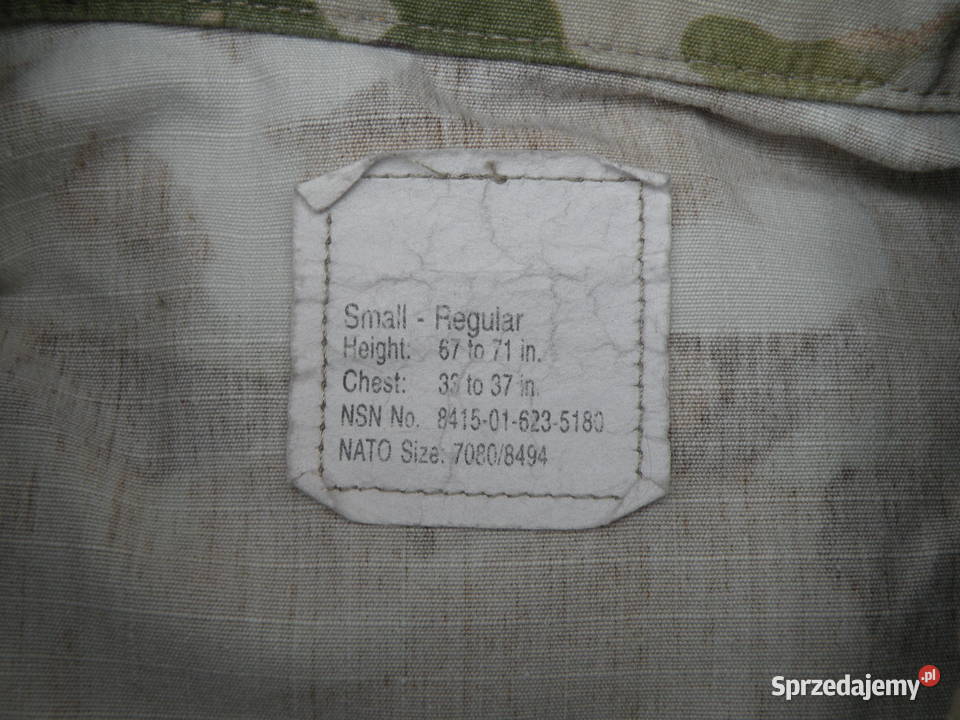 Small - Regular
Height: 67 to 71 in.
Chest: 33 to 37 in.
NSN No. 8415-01-623-5180
NATO Size: 7080/8494
Sprzedajemy.pl